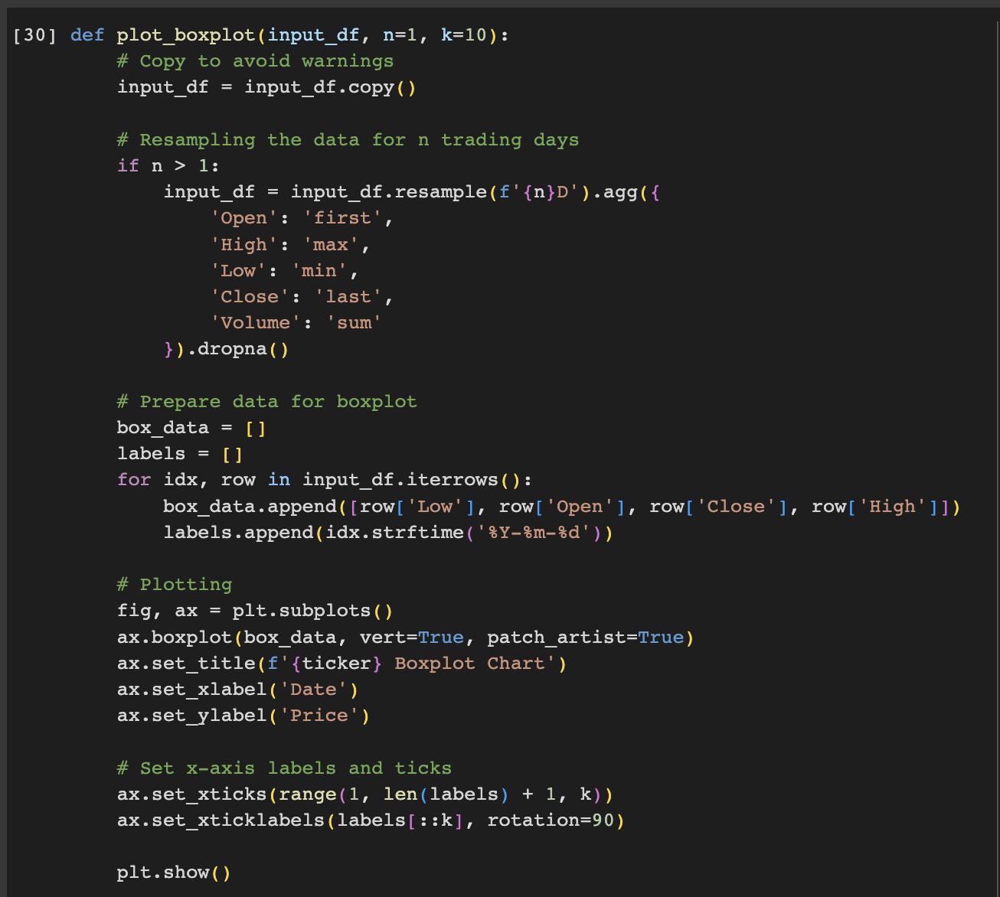 [30] def plot_boxplot(input_df, n=1, k=10):
    # Copy to avoid warnings
    input_df = input_df.copy()

    # Resampling the data for n trading days
    if n > 1:
        input_df = input_df.resample(f'{n}D').agg({
            'Open': 'first',
            'High': 'max',
            'Low': 'min',
            'Close': 'last',
            'Volume': 'sum'
        }).dropna()

    # Prepare data for boxplot
    box_data = []
    labels = []
    for idx, row in input_df.iterrows():
        box_data.append([row['Low'], row['Open'], row['Close'], row['High']])
        labels.append(idx.strftime('%Y-%m-%d'))

    # Plotting
    fig, ax = plt.subplots()
    ax.boxplot(box_data, vert=True, patch_artist=True)
    ax.set_title(f'{ticker} Boxplot Chart')
    ax.set_xlabel('Date')
    ax.set_ylabel('Price')

    # Set x-axis labels and ticks
    ax.set_xticks(range(1, len(labels) + 1, k))
    ax.set_xticklabels(labels[::k], rotation=90)

    plt.show()